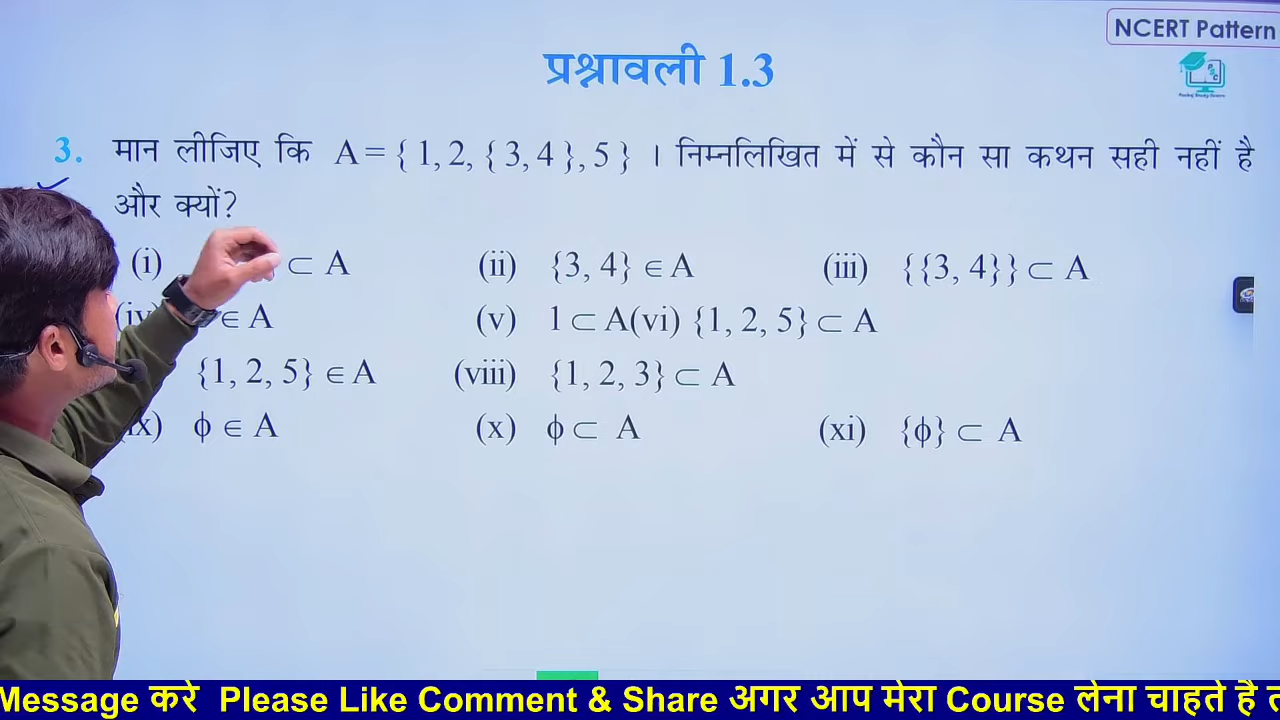 NCERT Pattern
प्रश्नावली 1.3
3. मान लीजिए कि A = { 1, 2, { 3, 4 }, 5 } । निम्नलिखित में से कौन सा कथन सही नहीं है
और क्यों?
(i) ⊂ A (ii) {3, 4} ∈ A (iii) {{3, 4}} ⊂ A
∈ A (v) 1 ⊂ A(vi) {1, 2, 5} ⊂ A
{1, 2, 5} ∈ A (viii) {1, 2, 3} ⊂ A
ϕ ∈ A (x) ϕ ⊂ A (xi) {ϕ} ⊂ A
Message करे Please Like Comment & Share अगर आप मेरा Course लेना चाहते है